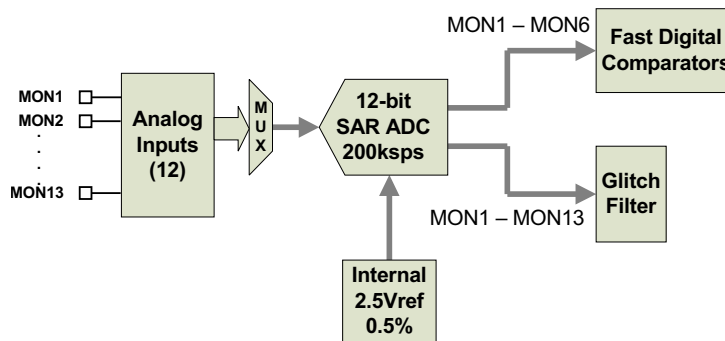 MON1 – MON6
Fast Digital
Comparators
MON1
MON2
.
.
.
.
MON13
Analog
Inputs
(12)
M
U
X
12-bit
SAR ADC
200ksps
Glitch
Filter
MON1 – MON13
Internal
2.5Vref
0.5%